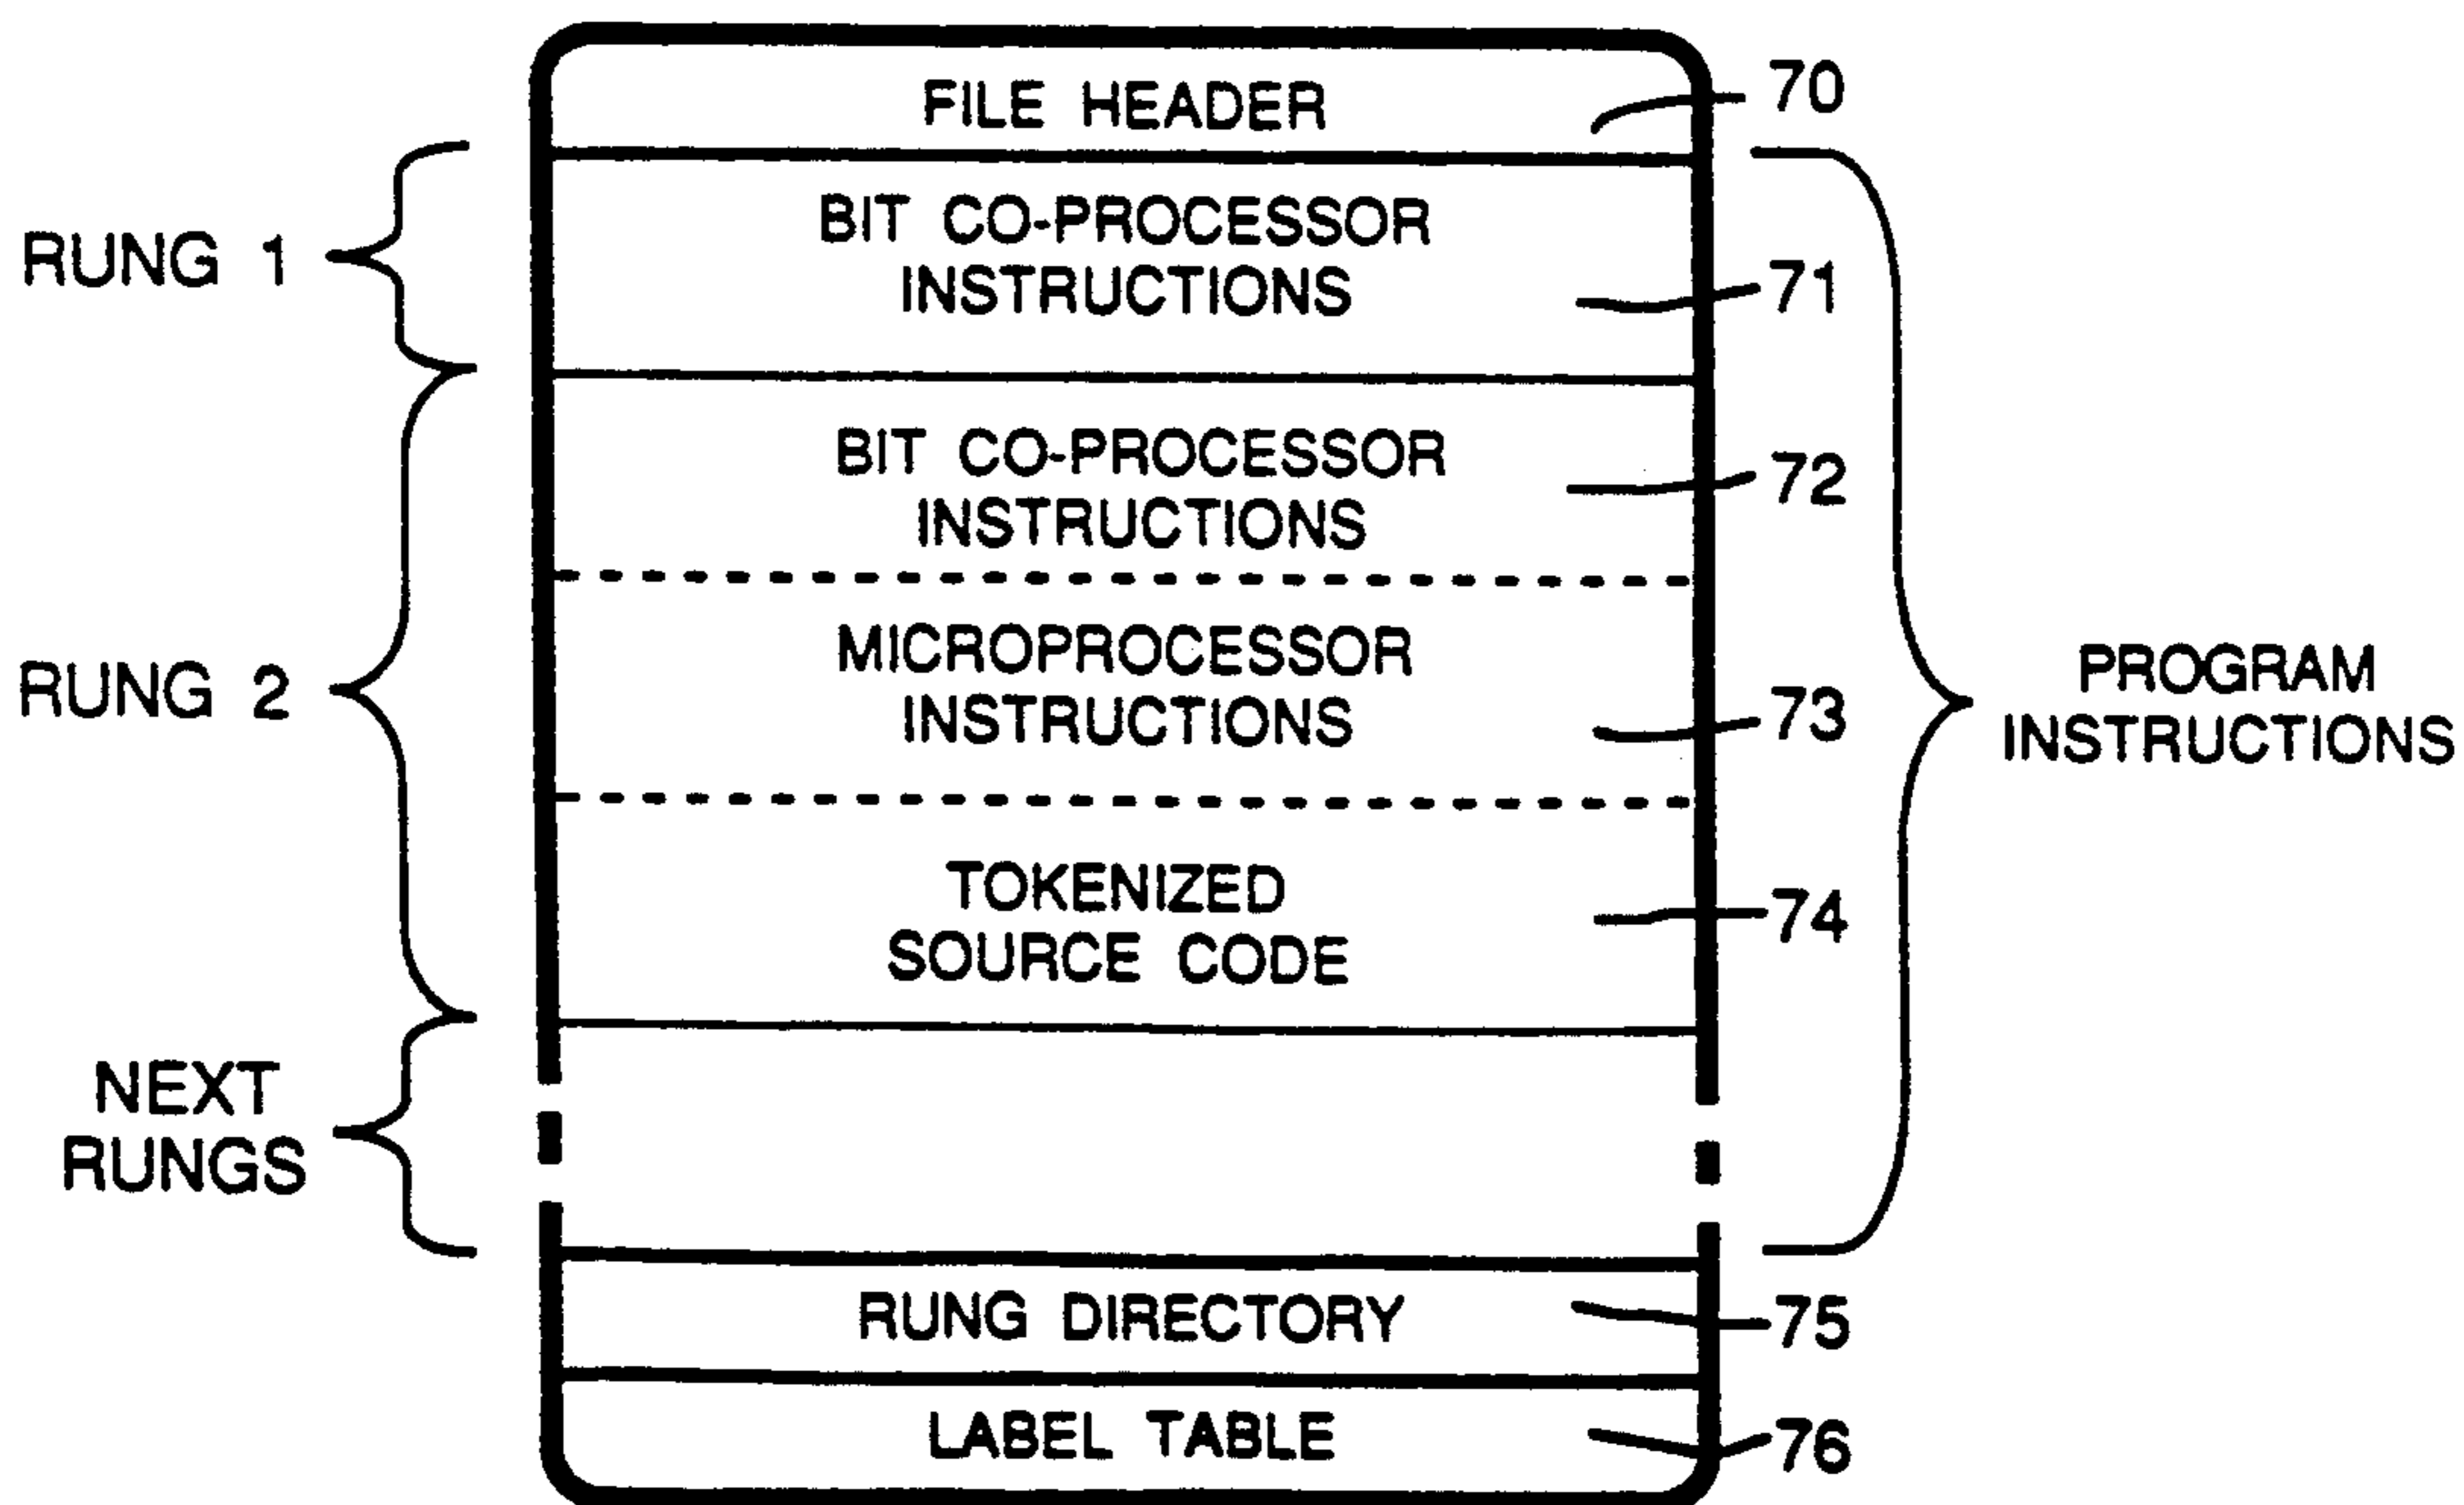 FILE HEADER
70
RUNG 1
BIT CO-PROCESSOR
INSTRUCTIONS
71
BIT CO-PROCESSOR
INSTRUCTIONS
72
RUNG 2
MICROPROCESSOR
INSTRUCTIONS
73
PROGRAM
INSTRUCTIONS
TOKENIZED
SOURCE CODE
74
NEXT
RUNGS
RUNG DIRECTORY
75
LABEL TABLE
76